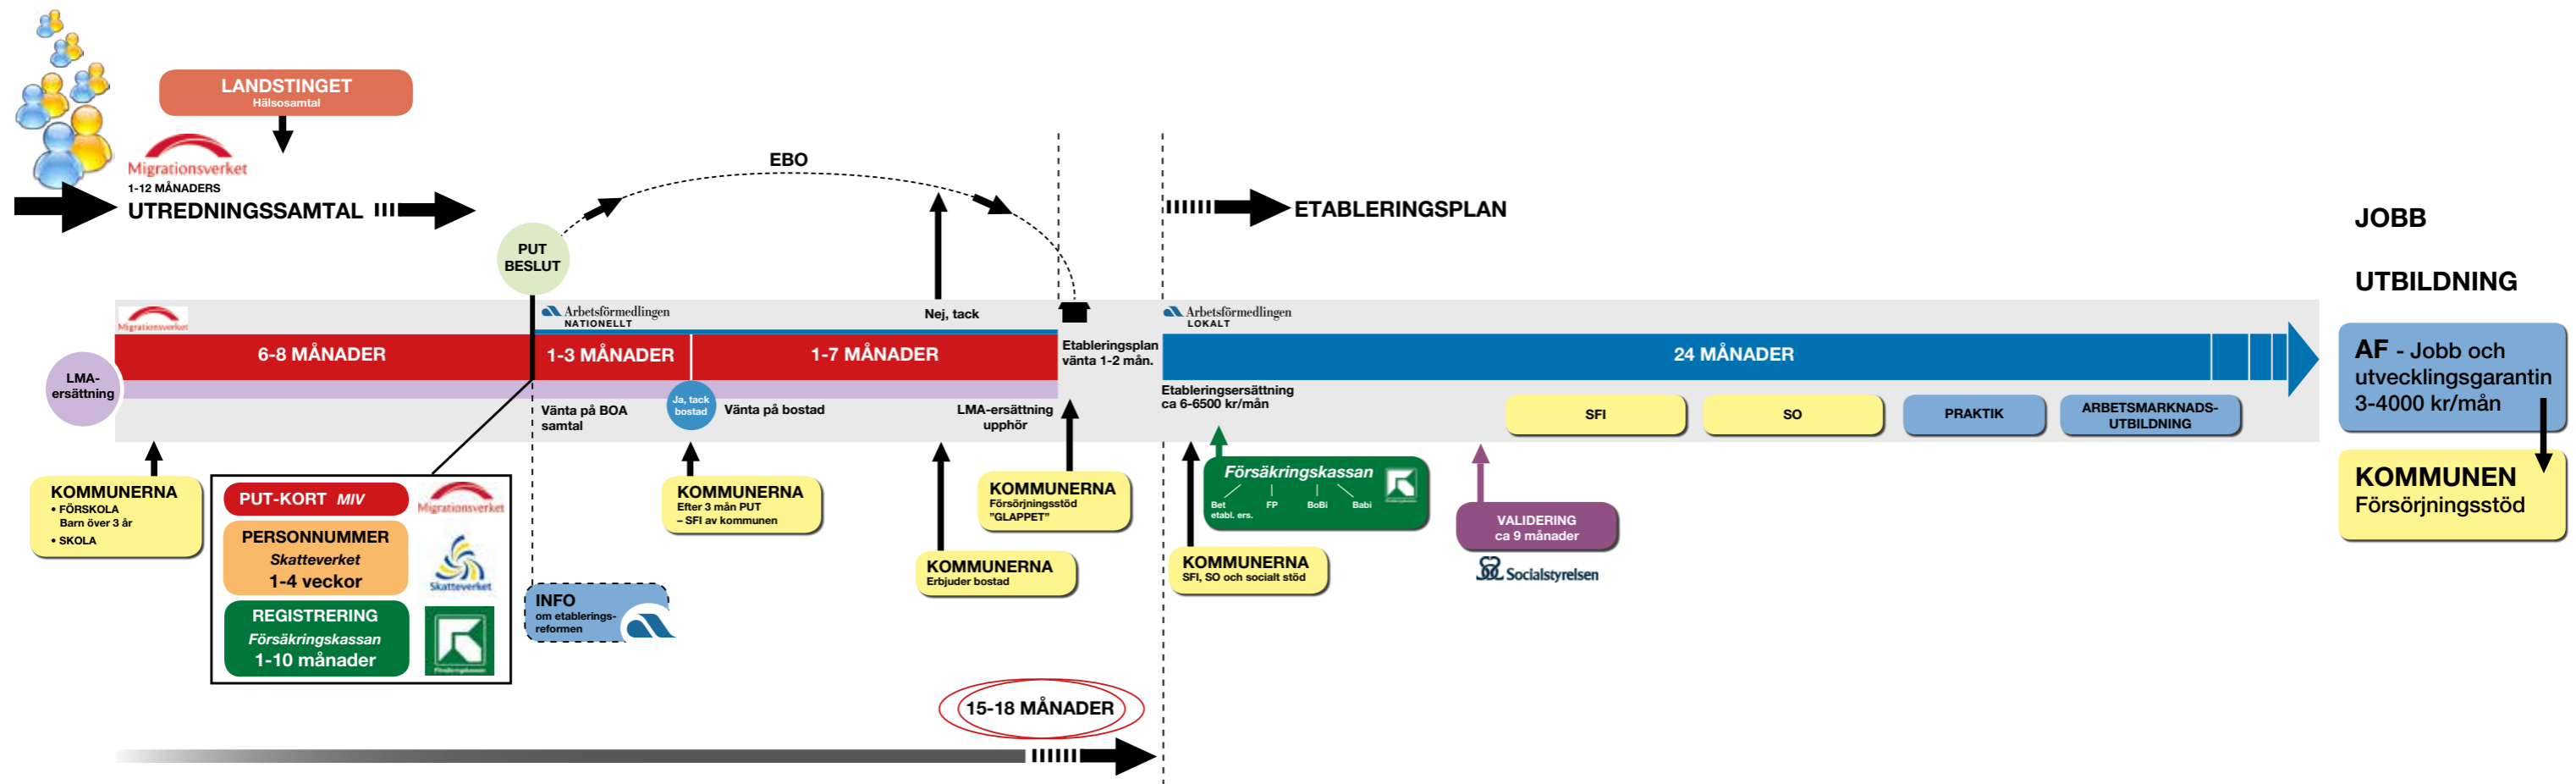 LANDSTINGET
Hälsosamtal
Migrationsverket
1-12 MÅNADERS
UTREDNINGSSAMTAL
EBO
PUT
BESLUT
ETABLERINGSPLAN
JOBB
UTBILDNING
Migrationsverket
Arbetsförmedlingen
NATIONELLT
Nej, tack
Arbetsförmedlingen
LOKALT
LMA-
ersättning
6-8 MÅNADER
1-3 MÅNADER
1-7 MÅNADER
Etableringsplan
vänta 1-2 mån.
24 MÅNADER
Vänta på BOA
samtal
Ja, tack
bostad
Vänta på bostad
LMA-ersättning
upphör
Etableringsersättning
ca 6-6500 kr/mån
SFI
SO
PRAKTIK
ARBETSMARKNADS-
UTBILDNING
AF - Jobb och
utvecklingsgarantin
3-4000 kr/mån
KOMMUNEN
Försörjningsstöd
KOMMUNERNA
• FÖRSKOLA
Barn över 3 år
• SKOLA
PUT-KORT MIV
Migrationsverket
PERSONNUMMER
Skatteverket
1-4 veckor
Skatteverket
REGISTRERING
Försäkringskassan
1-10 månader
Försäkringskassan
INFO
om etablerings-
reformen
KOMMUNERNA
Efter 3 mån PUT
– SFI av kommunen
KOMMUNERNA
Erbjuder bostad
KOMMUNERNA
Försörjningsstöd
"GLAPPET"
KOMMUNERNA
SFI, SO och socialt stöd
Försäkringskassan
Bet
etabl. ers.
FP
BoBi
Babi
VALIDERING
ca 9 månader
Socialstyrelsen
15-18 MÅNADER